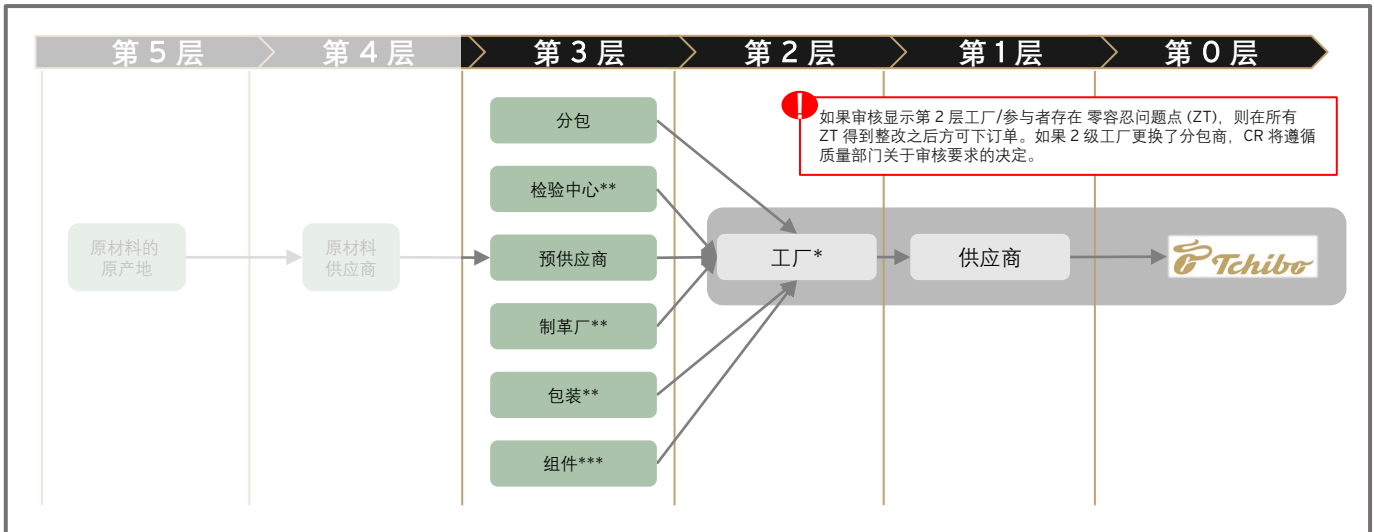 第 5 层
第 4 层
第 3 层
第 2 层
第 1 层
第 0 层
!
如果审核显示第 2 层工厂/参与者存在 零容忍问题点 (ZT)，则在所有
ZT 得到整改之后方可下订单。如果 2 级工厂更换了分包商，CR 将遵循
质量部门关于审核要求的决定。
分包
检验中心**
预供应商
制革厂**
包装**
组件***
原材料的
原产地
原材料
供应商
工厂*
供应商
Tchibo